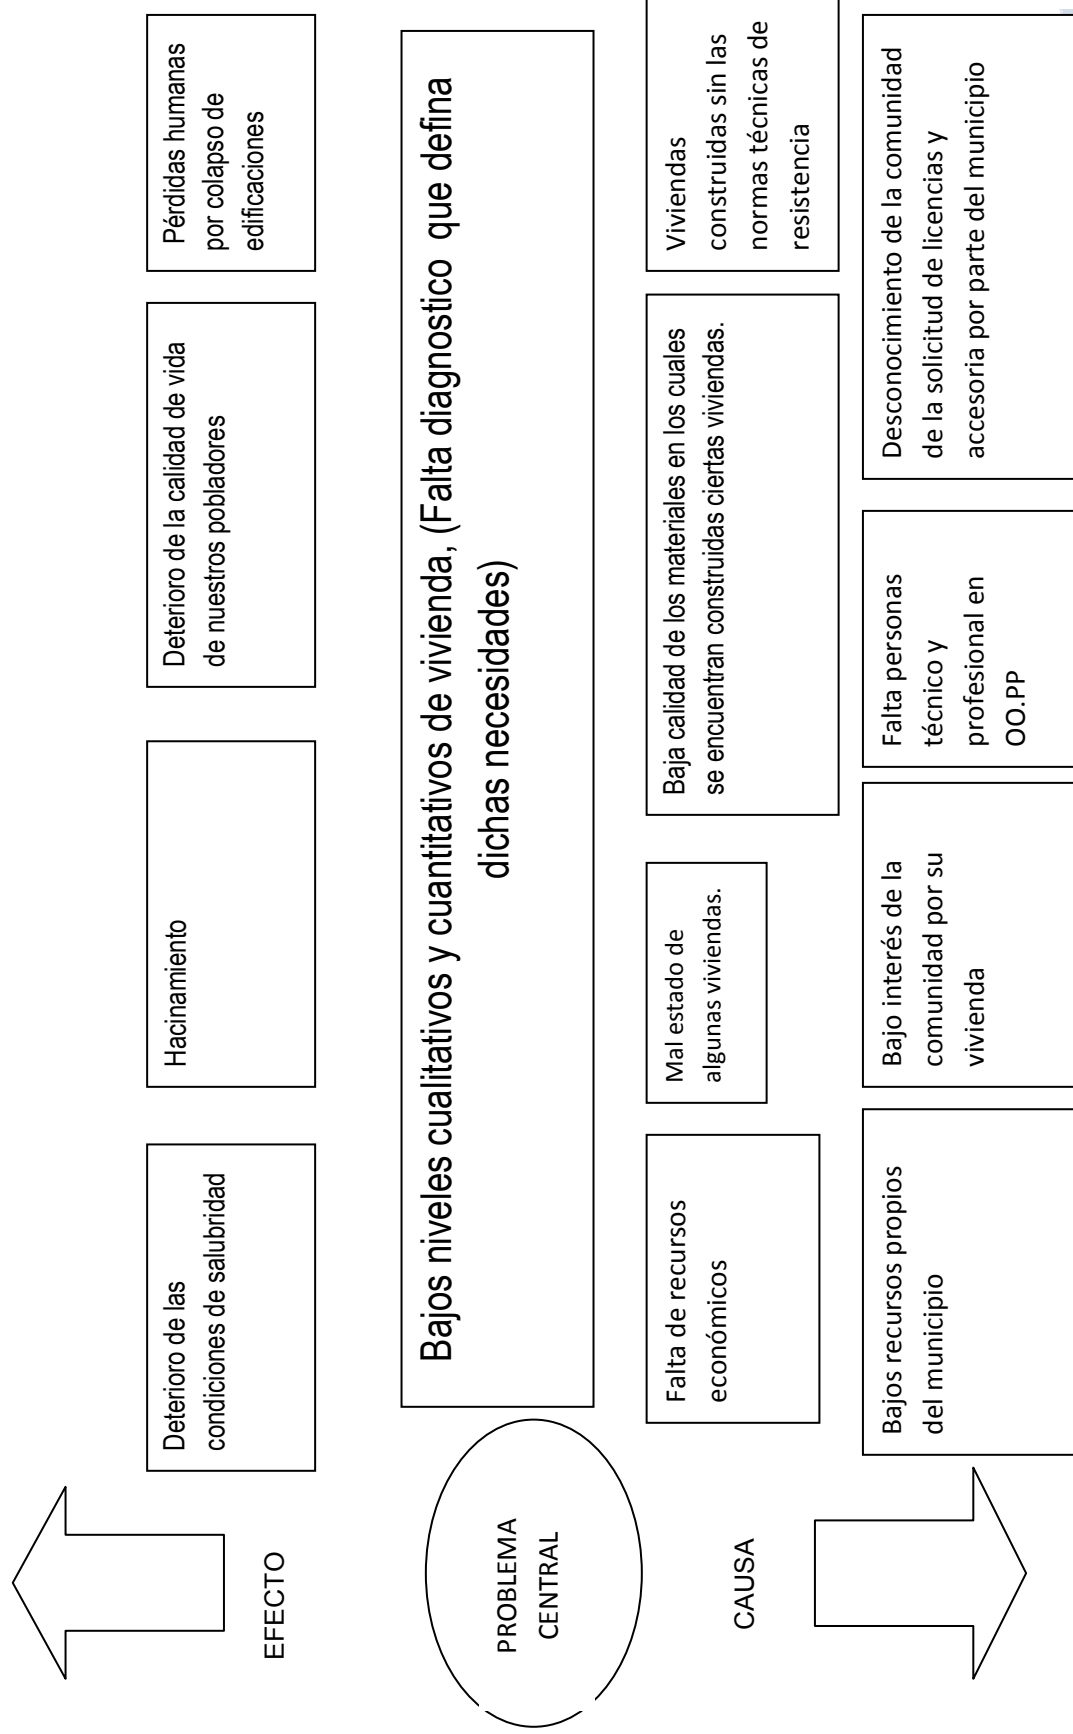 EFECTO
Deterioro de las
condiciones de salubridad
Hacinamiento
Deterioro de la calidad de vida
de nuestros pobladores
Pérdidas humanas
por colapso de
edificaciones
PROBLEMA
CENTRAL
Bajos niveles cualitativos y cuantitativos de vivienda, (Falta diagnostico que defina
dichas necesidades)
CAUSA
Falta de recursos
económicos
Mal estado de
algunas viviendas.
Baja calidad de los materiales en los cuales
se encuentran construidas ciertas viviendas.
Viviendas
construidas sin las
normas técnicas de
resistencia
Bajos recursos propios
del municipio
Bajo interés de la
comunidad por su
vivienda
Falta personas
técnico y
profesional en
OO.PP
Desconocimiento de la comunidad
de la solicitud de licencias y
accesoria por parte del municipio